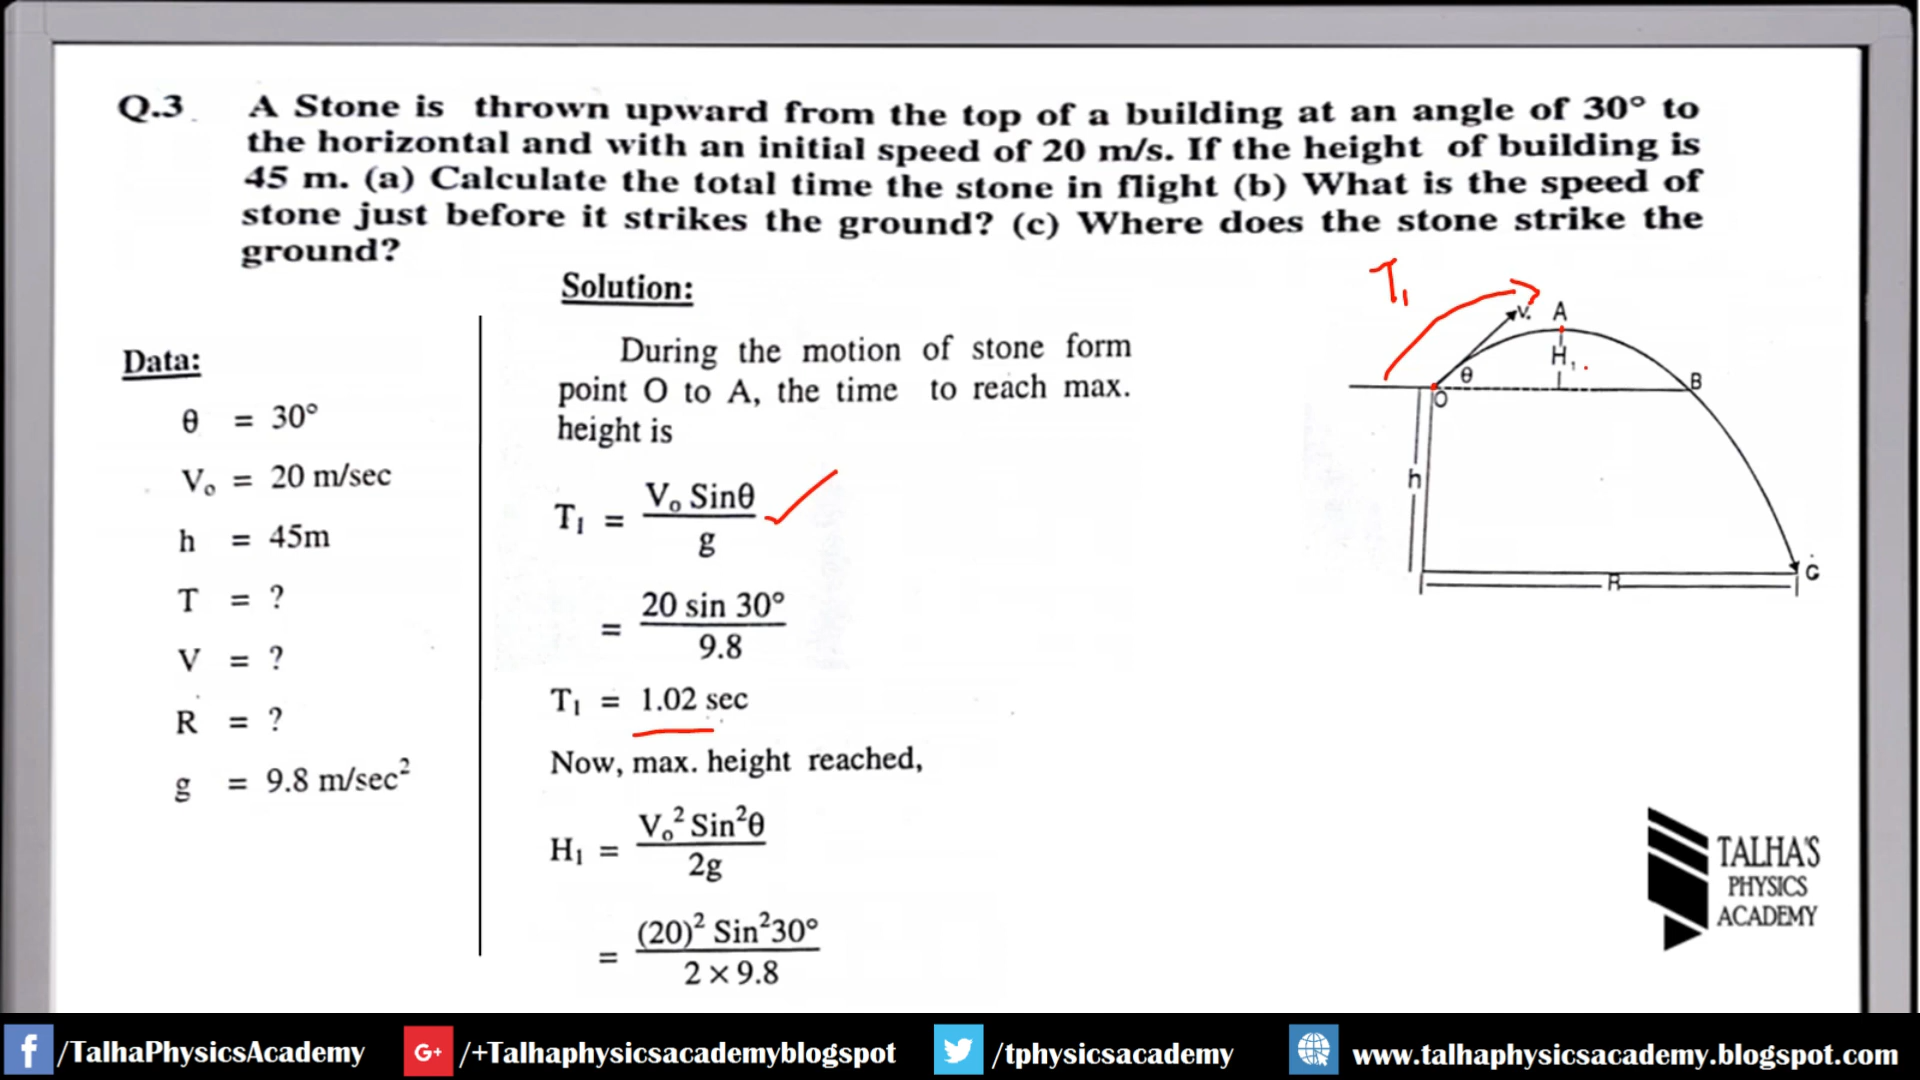 Q.3 A Stone is thrown upward from the top of a building at an angle of 30° to
the horizontal and with an initial speed of 20 m/s. If the height of building is
45 m. (a) Calculate the total time the stone in flight (b) What is the speed of
stone just before it strikes the ground? (c) Where does the stone strike the
ground?
Solution:
Data:
θ = 30°
Vₒ = 20 m/sec
h = 45m
T = ?
V = ?
R = ?
g = 9.8 m/sec²
During the motion of stone form
point O to A, the time to reach max.
height is
T₁ = Vₒ Sinθ / g
= 20 sin 30° / 9.8
T₁ = 1.02 sec
Now, max. height reached,
H₁ = Vₒ² Sin²θ / 2g
= (20)² Sin²30° / 2 × 9.8
T₁
V. A
H₁
θ
O
B
h
R
C
TALHA'S
PHYSICS
ACADEMY
f /TalhaPhysicsAcademy G+ /+Talhaphysicsacademyblogspot /tphysicsacademy www.talhaphysicsacademy.blogspot.com